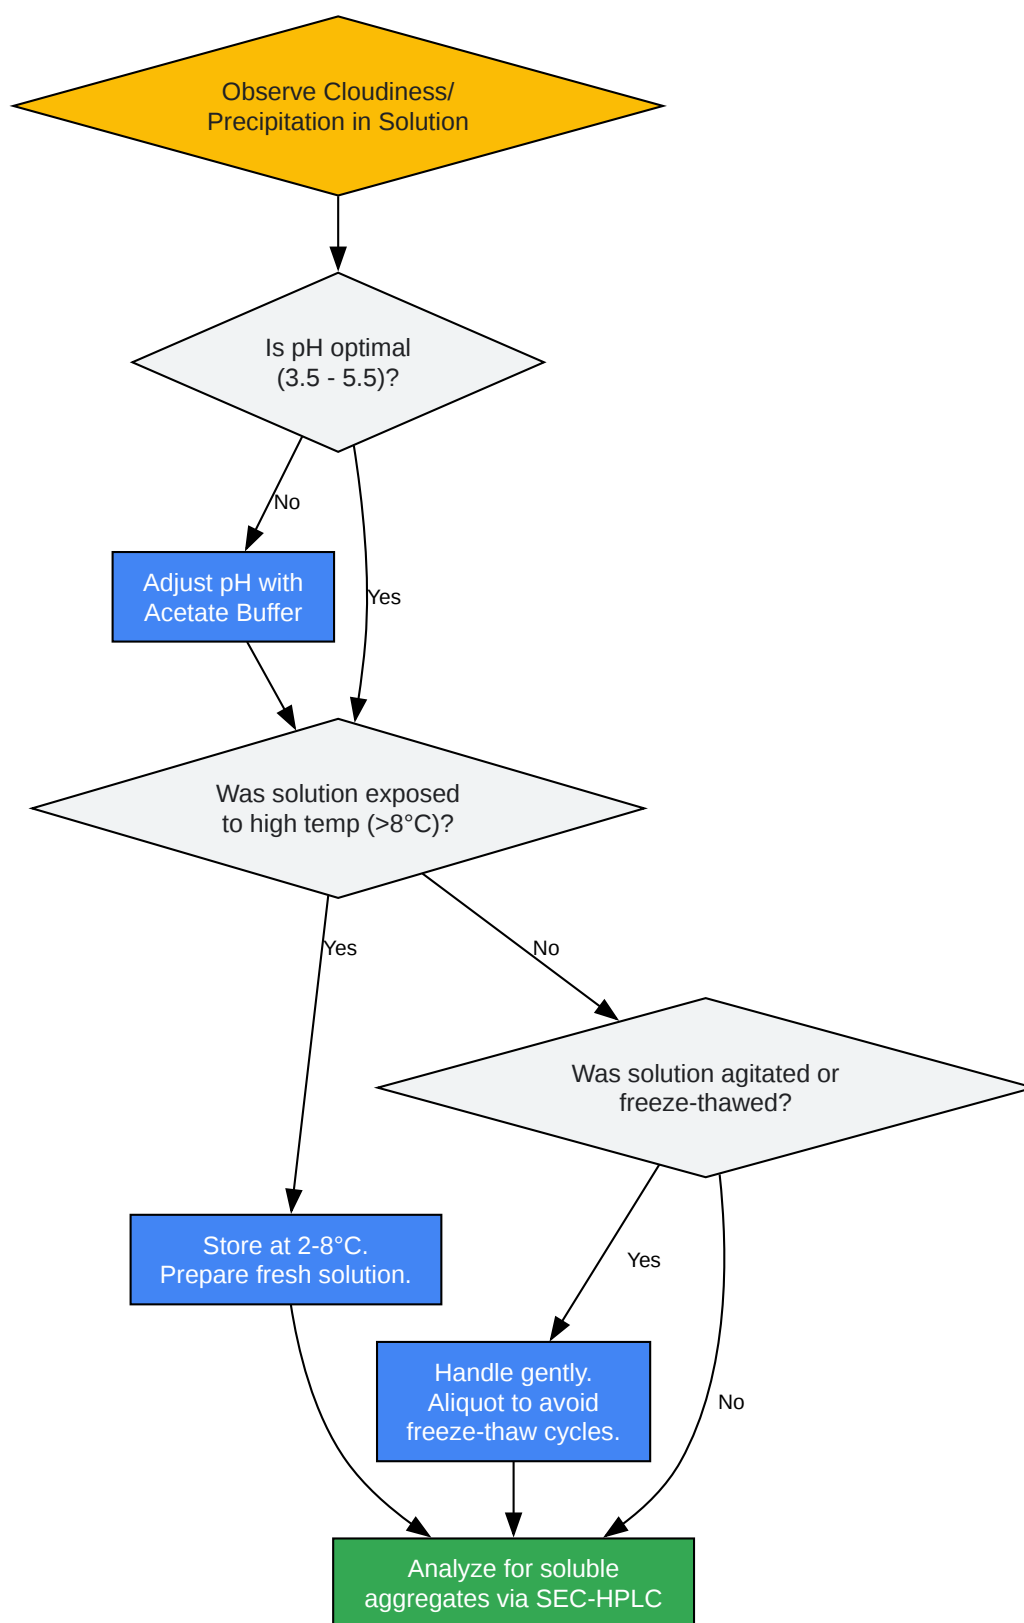 Observe Cloudiness/
Precipitation in Solution
Is pH optimal
(3.5 - 5.5)?
No
Adjust pH with
Acetate Buffer
Yes
Was solution exposed
to high temp (>8°C)?
Yes
No
Was solution agitated or
freeze-thawed?
Store at 2-8°C.
Prepare fresh solution.
Yes
Handle gently.
Aliquot to avoid
freeze-thaw cycles.
No
Analyze for soluble
aggregates via SEC-HPLC